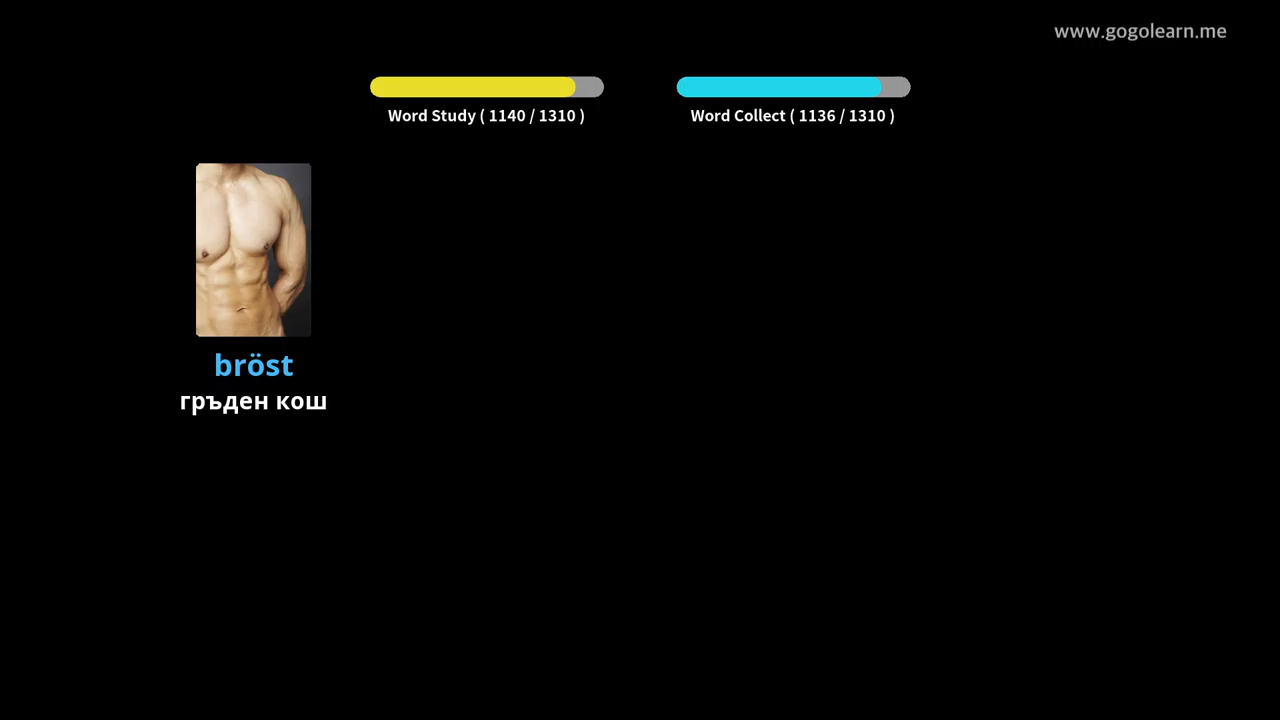 www.gogolearn.me
Word Study ( 1140 / 1310 )
Word Collect ( 1136 / 1310 )
bröst
гръден кош